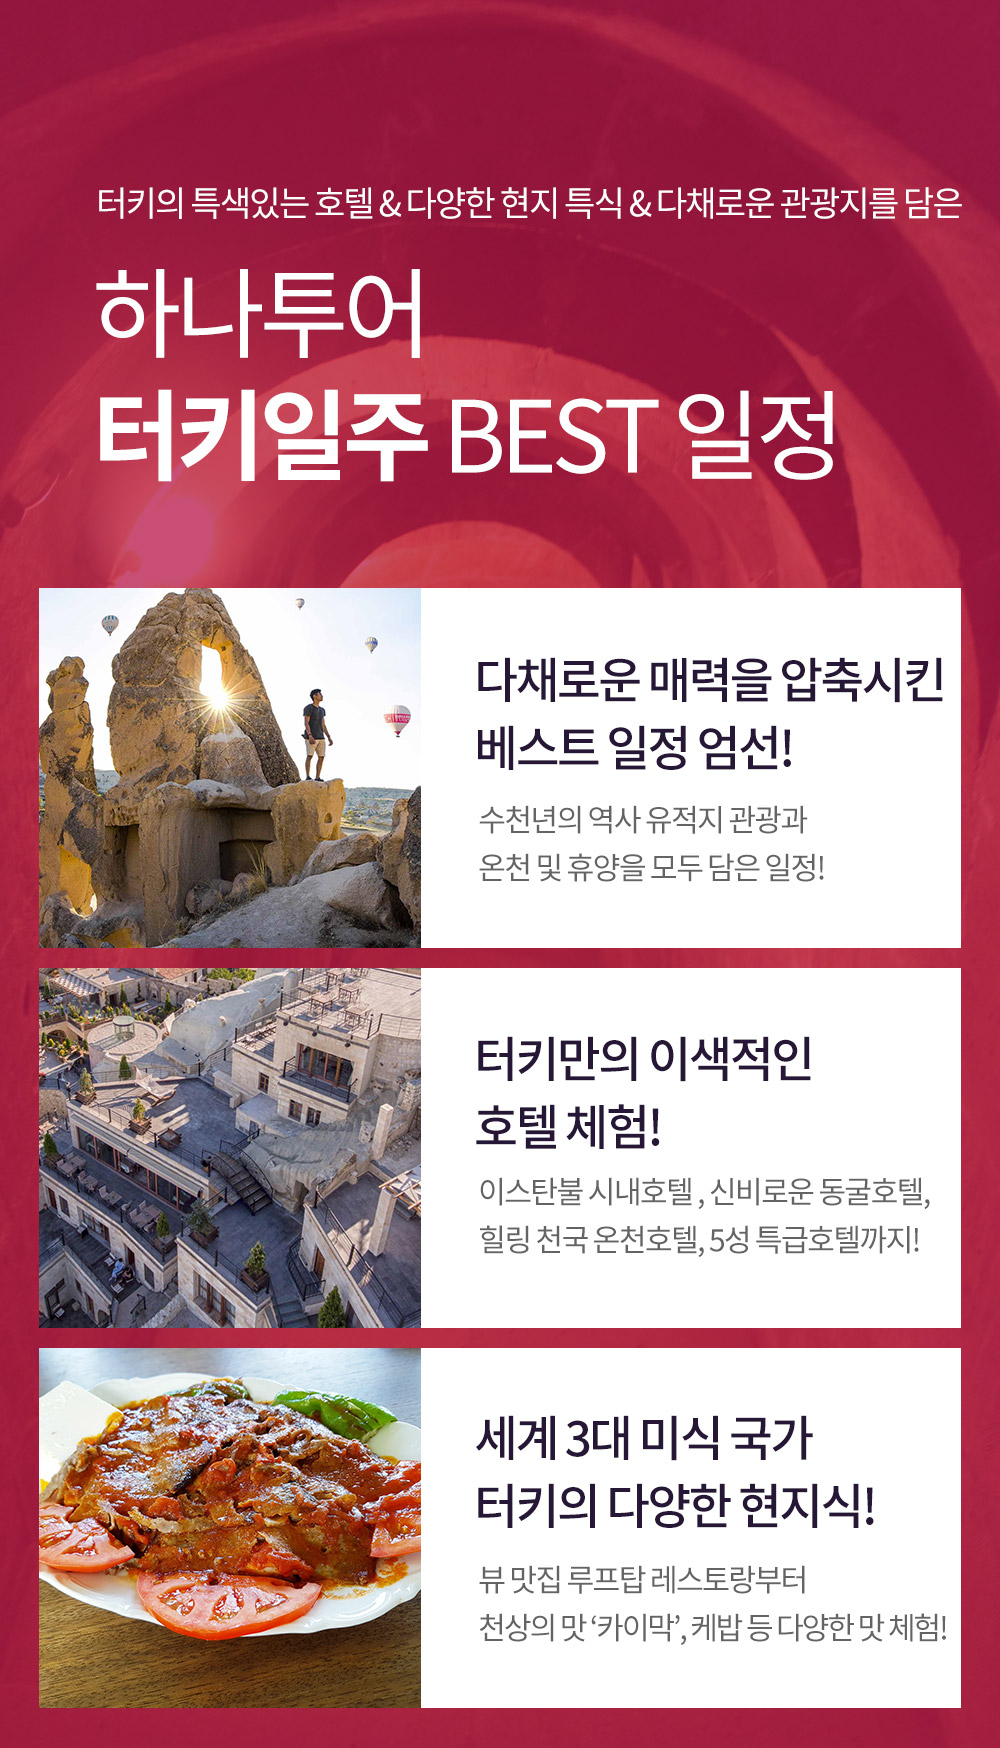 터키의 특색있는 호텔 & 다양한 현지 특식 & 다채로운 관광지를 담은
하나투어
터키일주 BEST 일정
다채로운 매력을 압축시킨
베스트 일정 엄선!
수천년의 역사 유적지 관광과
온천 및 휴양을 모두 담은 일정!
터키만의 이색적인
호텔 체험!
이스탄불 시내호텔 , 신비로운 동굴호텔,
힐링 천국 온천호텔, 5성 특급호텔까지!
세계 3대 미식 국가
터키의 다양한 현지식!
뷰 맛집 루프탑 레스토랑부터
천상의 맛 ‘카이막’, 케밥 등 다양한 맛 체험!